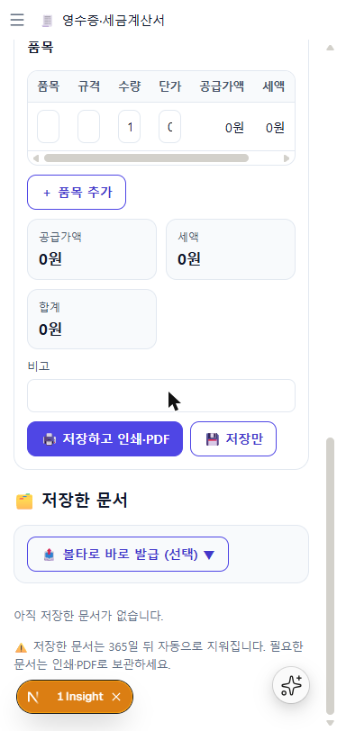 영수증·세금계산서
품목
품목 규격 수량 단가 공급가액 세액
1 0 0원 0원
+ 품목 추가
공급가액 세액
0원 0원
합계
0원
비고
저장하고 인쇄·PDF 저장만
저장한 문서
볼타로 바로 발급 (선택) ▼
아직 저장한 문서가 없습니다.
저장한 문서는 365일 뒤 자동으로 지워집니다. 필요한
문서는 인쇄·PDF로 보관하세요.
N 1 Insight ×